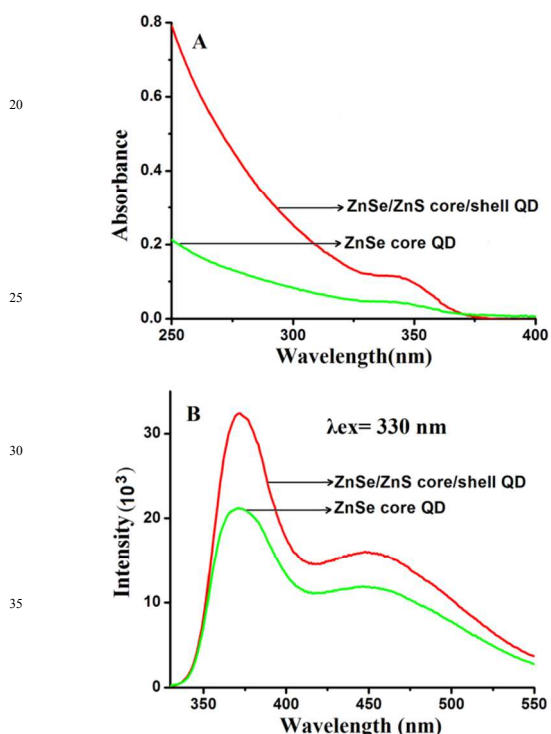 A
0.8
20
0.6
0.4
Absorbance
ZnSe/ZnS core/shell QD
ZnSe core QD
0.2
25
0.0
250 300 350 400
Wavelength(nm)
B
λex= 330 nm
30
30
ZnSe/ZnS core/shell QD
ZnSe core QD
20
Intensity (10³)
35
10
0
350 400 450 500 550
Wavelength (nm)